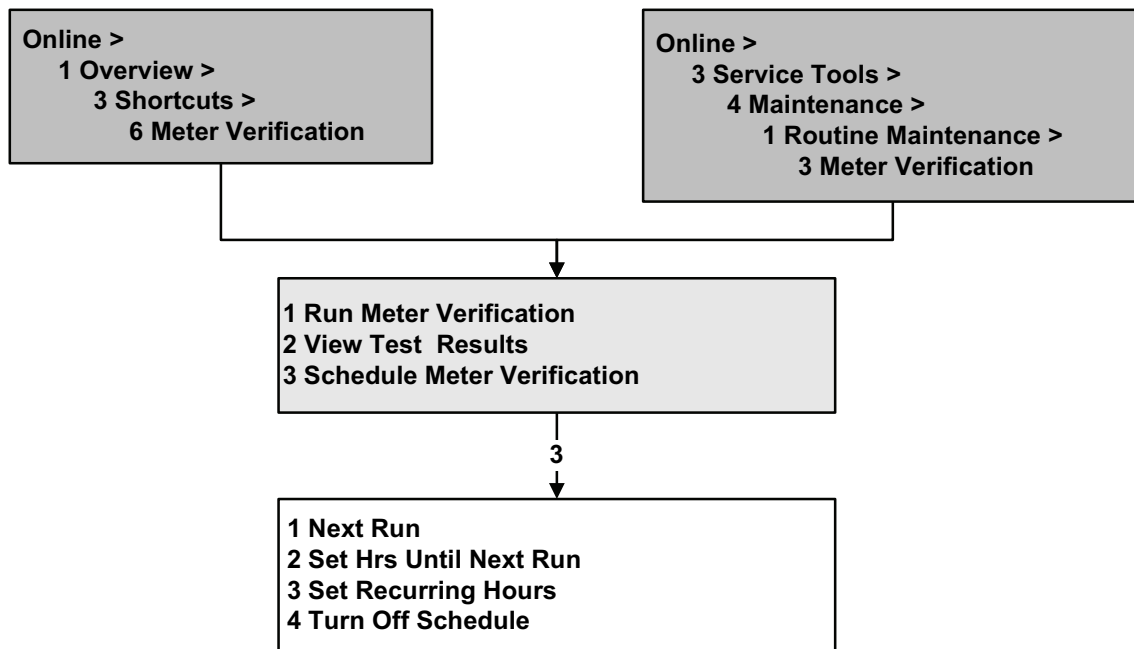 Online >
1 Overview >
3 Shortcuts >
6 Meter Verification
Online >
3 Service Tools >
4 Maintenance >
1 Routine Maintenance >
3 Meter Verification
1 Run Meter Verification
2 View Test Results
3 Schedule Meter Verification
3
1 Next Run
2 Set Hrs Until Next Run
3 Set Recurring Hours
4 Turn Off Schedule